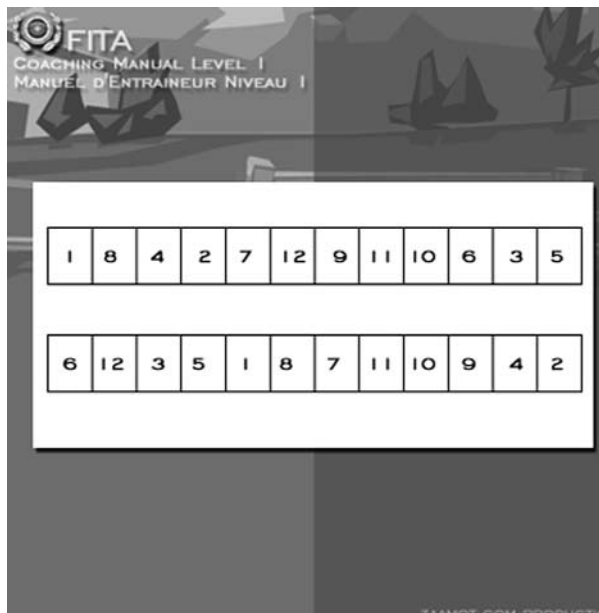 FITA
COACHING MANUAL LEVEL I
MANUEL D'ENTRAINEUR NIVEAU I
1 8 4 2 7 12 9 11 10 6 3 5
6 12 3 5 1 8 7 11 10 9 4 2